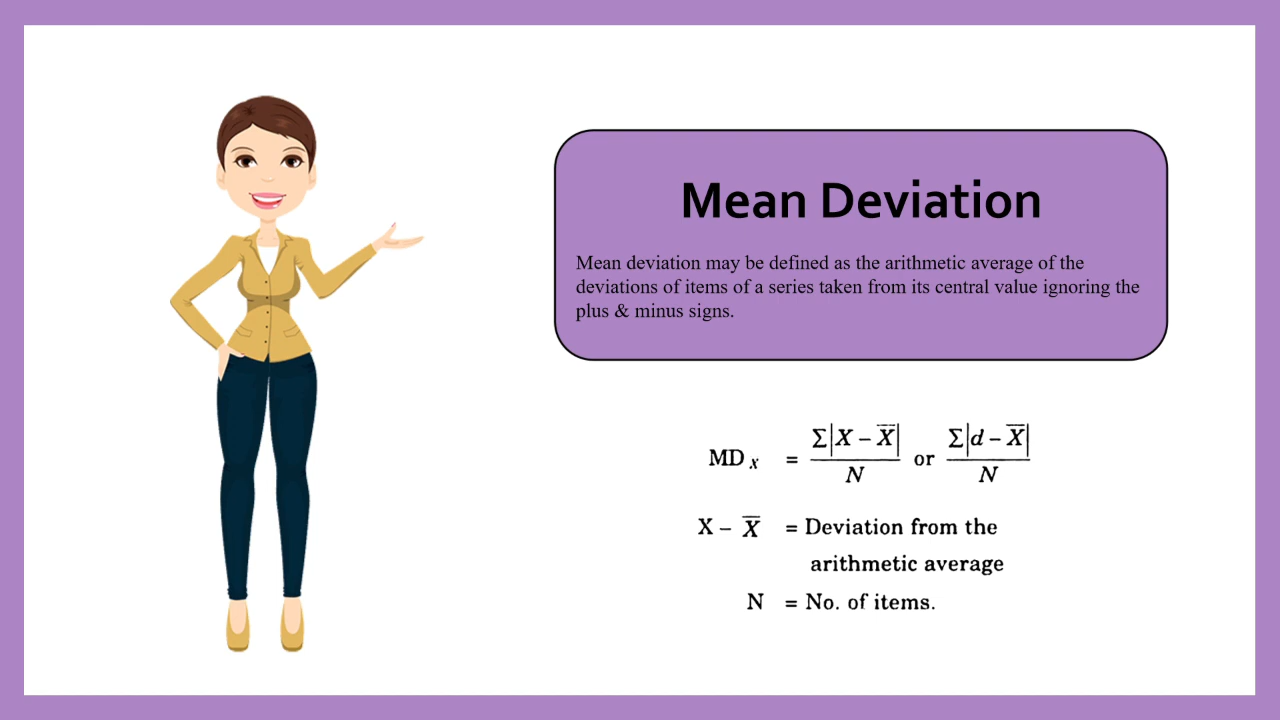 Mean Deviation
Mean deviation may be defined as the arithmetic average of the
deviations of items of a series taken from its central value ignoring the
plus & minus signs.
MD x = Σ|X – X̅| / N or Σ|d – X̅| / N
X – X̅ = Deviation from the
arithmetic average
N = No. of items.